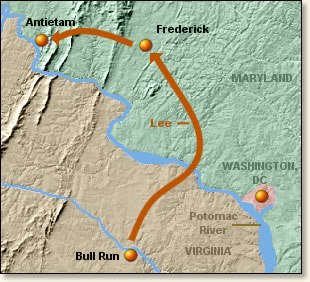 Antietam
Frederick
MARYLAND
Lee
WASHINGTON,
DC
Potomac
River
Bull Run
VIRGINIA